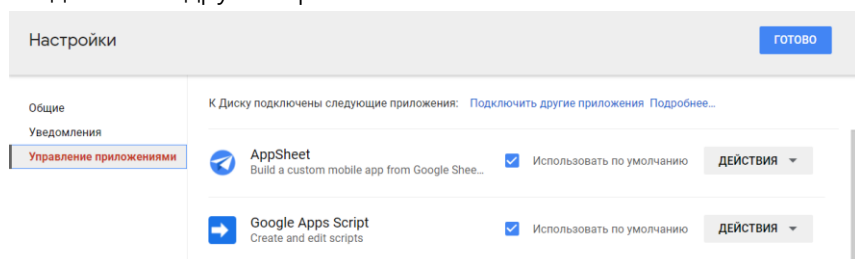 Настройки
ГОТОВО
Общие
Уведомления
Управление приложениями
К Диску подключены следующие приложения: Подключить другие приложения Подробнее...
AppSheet
Build a custom mobile app from Google Shee...
Использовать по умолчанию
ДЕЙСТВИЯ
Google Apps Script
Create and edit scripts
Использовать по умолчанию
ДЕЙСТВИЯ